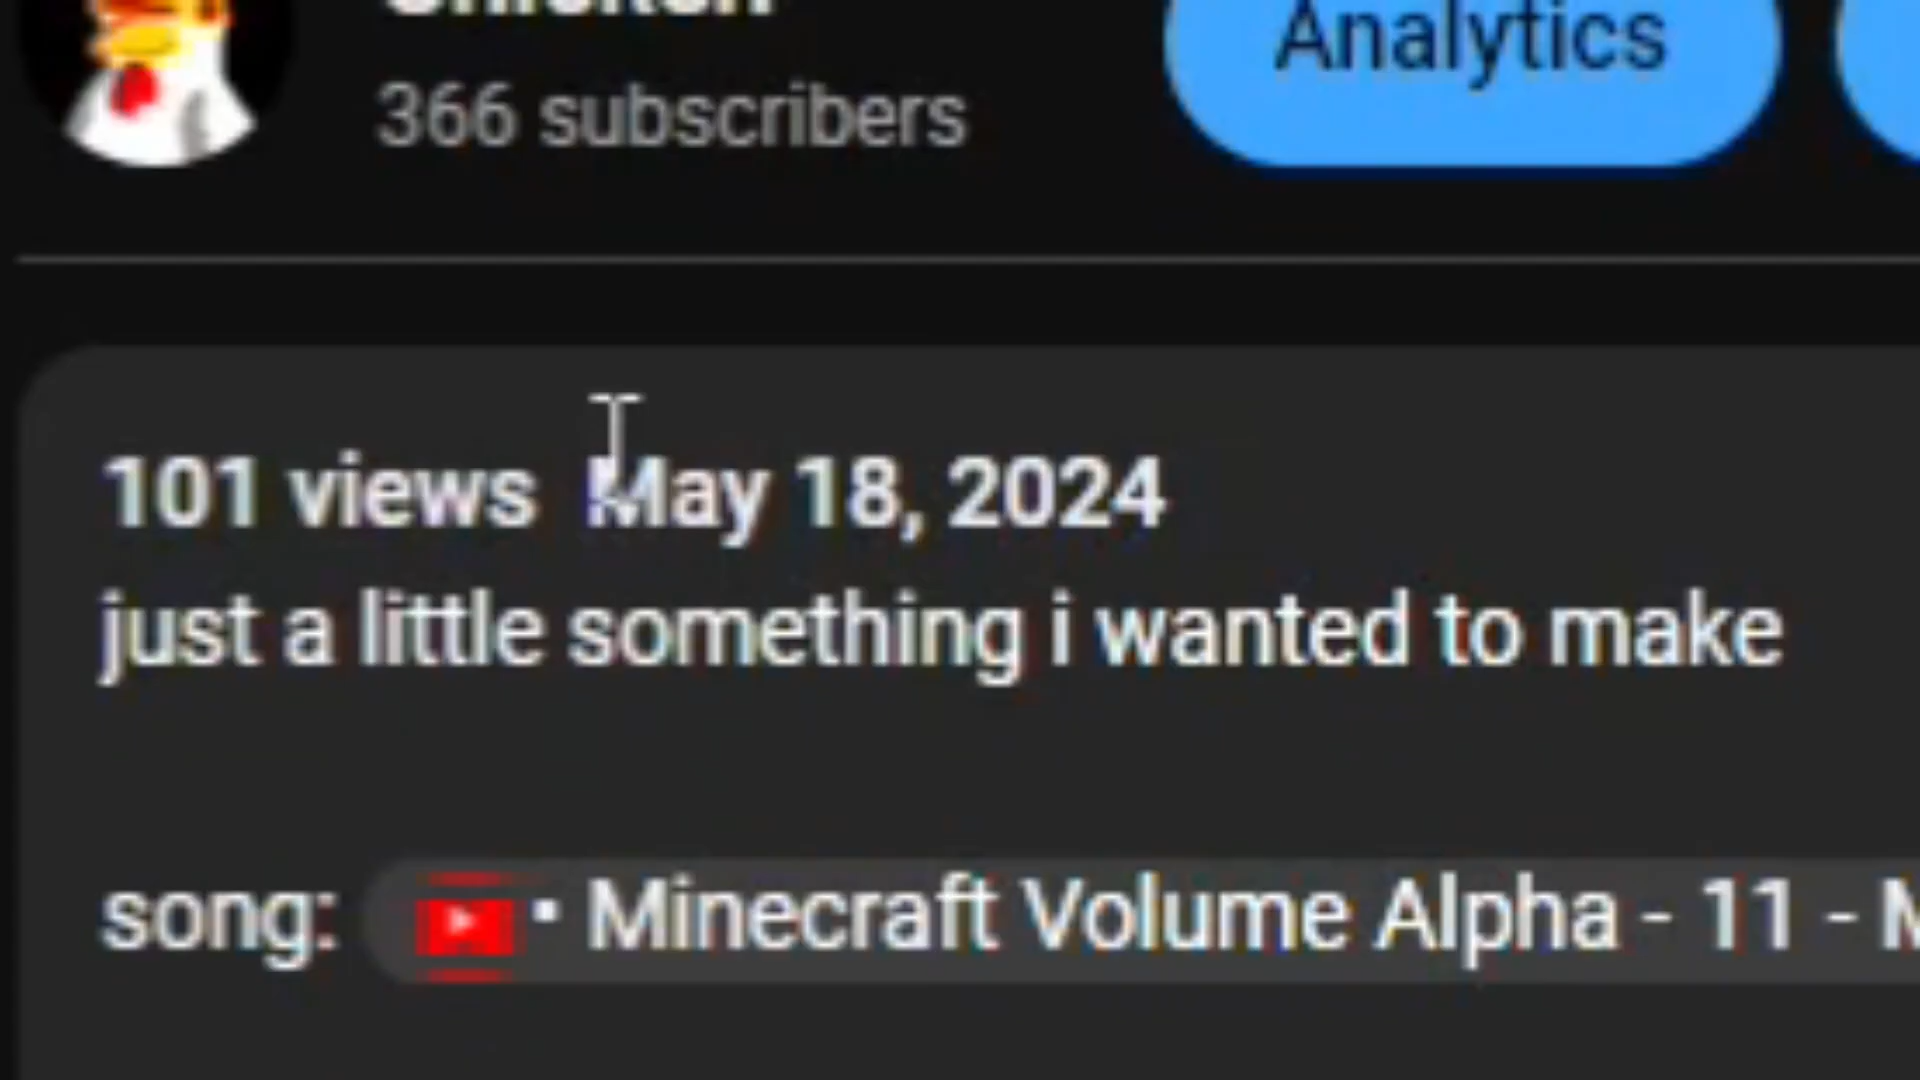 Chicken
Analytics
366 subscribers
101 views May 18, 2024
just a little something i wanted to make
song: • Minecraft Volume Alpha - 11 - M